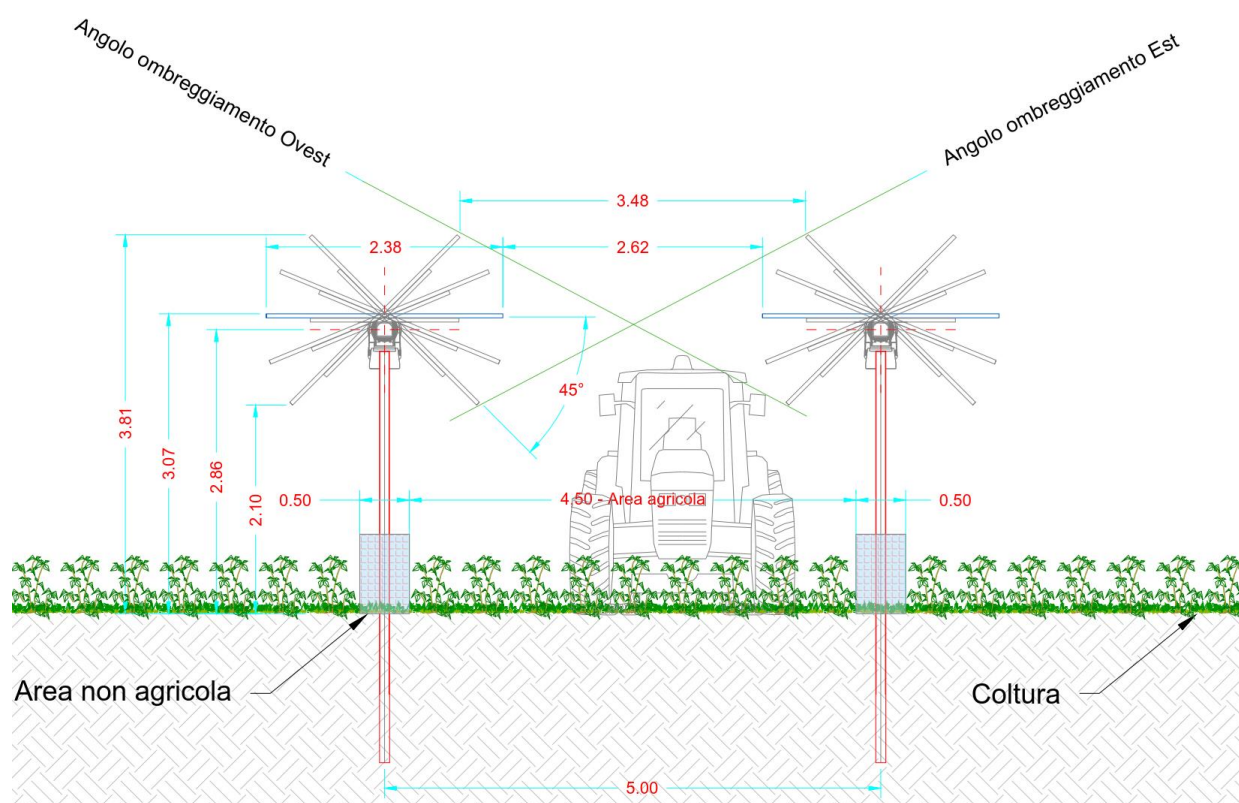 Angolo ombreggiamento Ovest
Angolo ombreggiamento Est
3.48
2.38
2.62
45°
3.81
3.07
2.86
2.10
0.50
4.50 - Area agricola
0.50
Area non agricola
Coltura
5.00